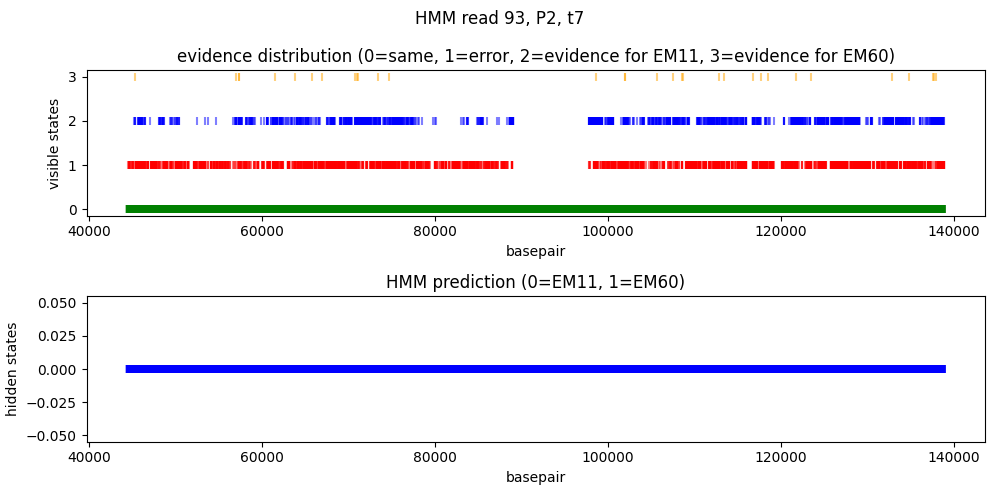 HMM read 93, P2, t7
evidence distribution (0=same, 1=error, 2=evidence for EM11, 3=evidence for EM60)
visible states
3
2
1
0
40000 60000 80000 100000 120000 140000
basepair
HMM prediction (0=EM11, 1=EM60)
hidden states
0.050
0.025
0.000
−0.025
−0.050
40000 60000 80000 100000 120000 140000
basepair